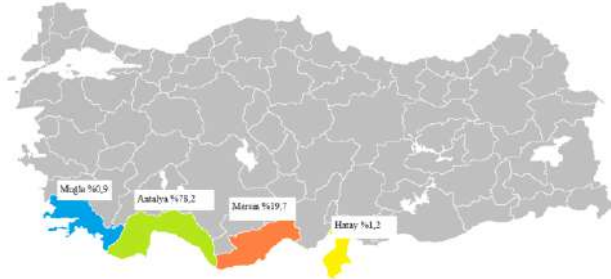 Muğla %0,9
Antalya %78,2
Mersin %19,7
Hatay %1,2